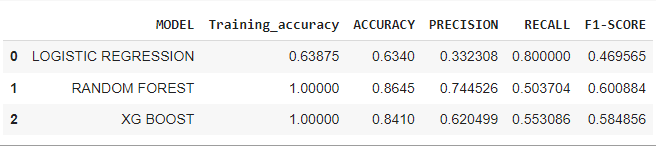 MODEL Training_accuracy ACCURACY PRECISION RECALL F1-SCORE
0 LOGISTIC REGRESSION 0.63875 0.6340 0.332308 0.800000 0.469565
1 RANDOM FOREST 1.00000 0.8645 0.744526 0.503704 0.600884
2 XG BOOST 1.00000 0.8410 0.620499 0.553086 0.584856